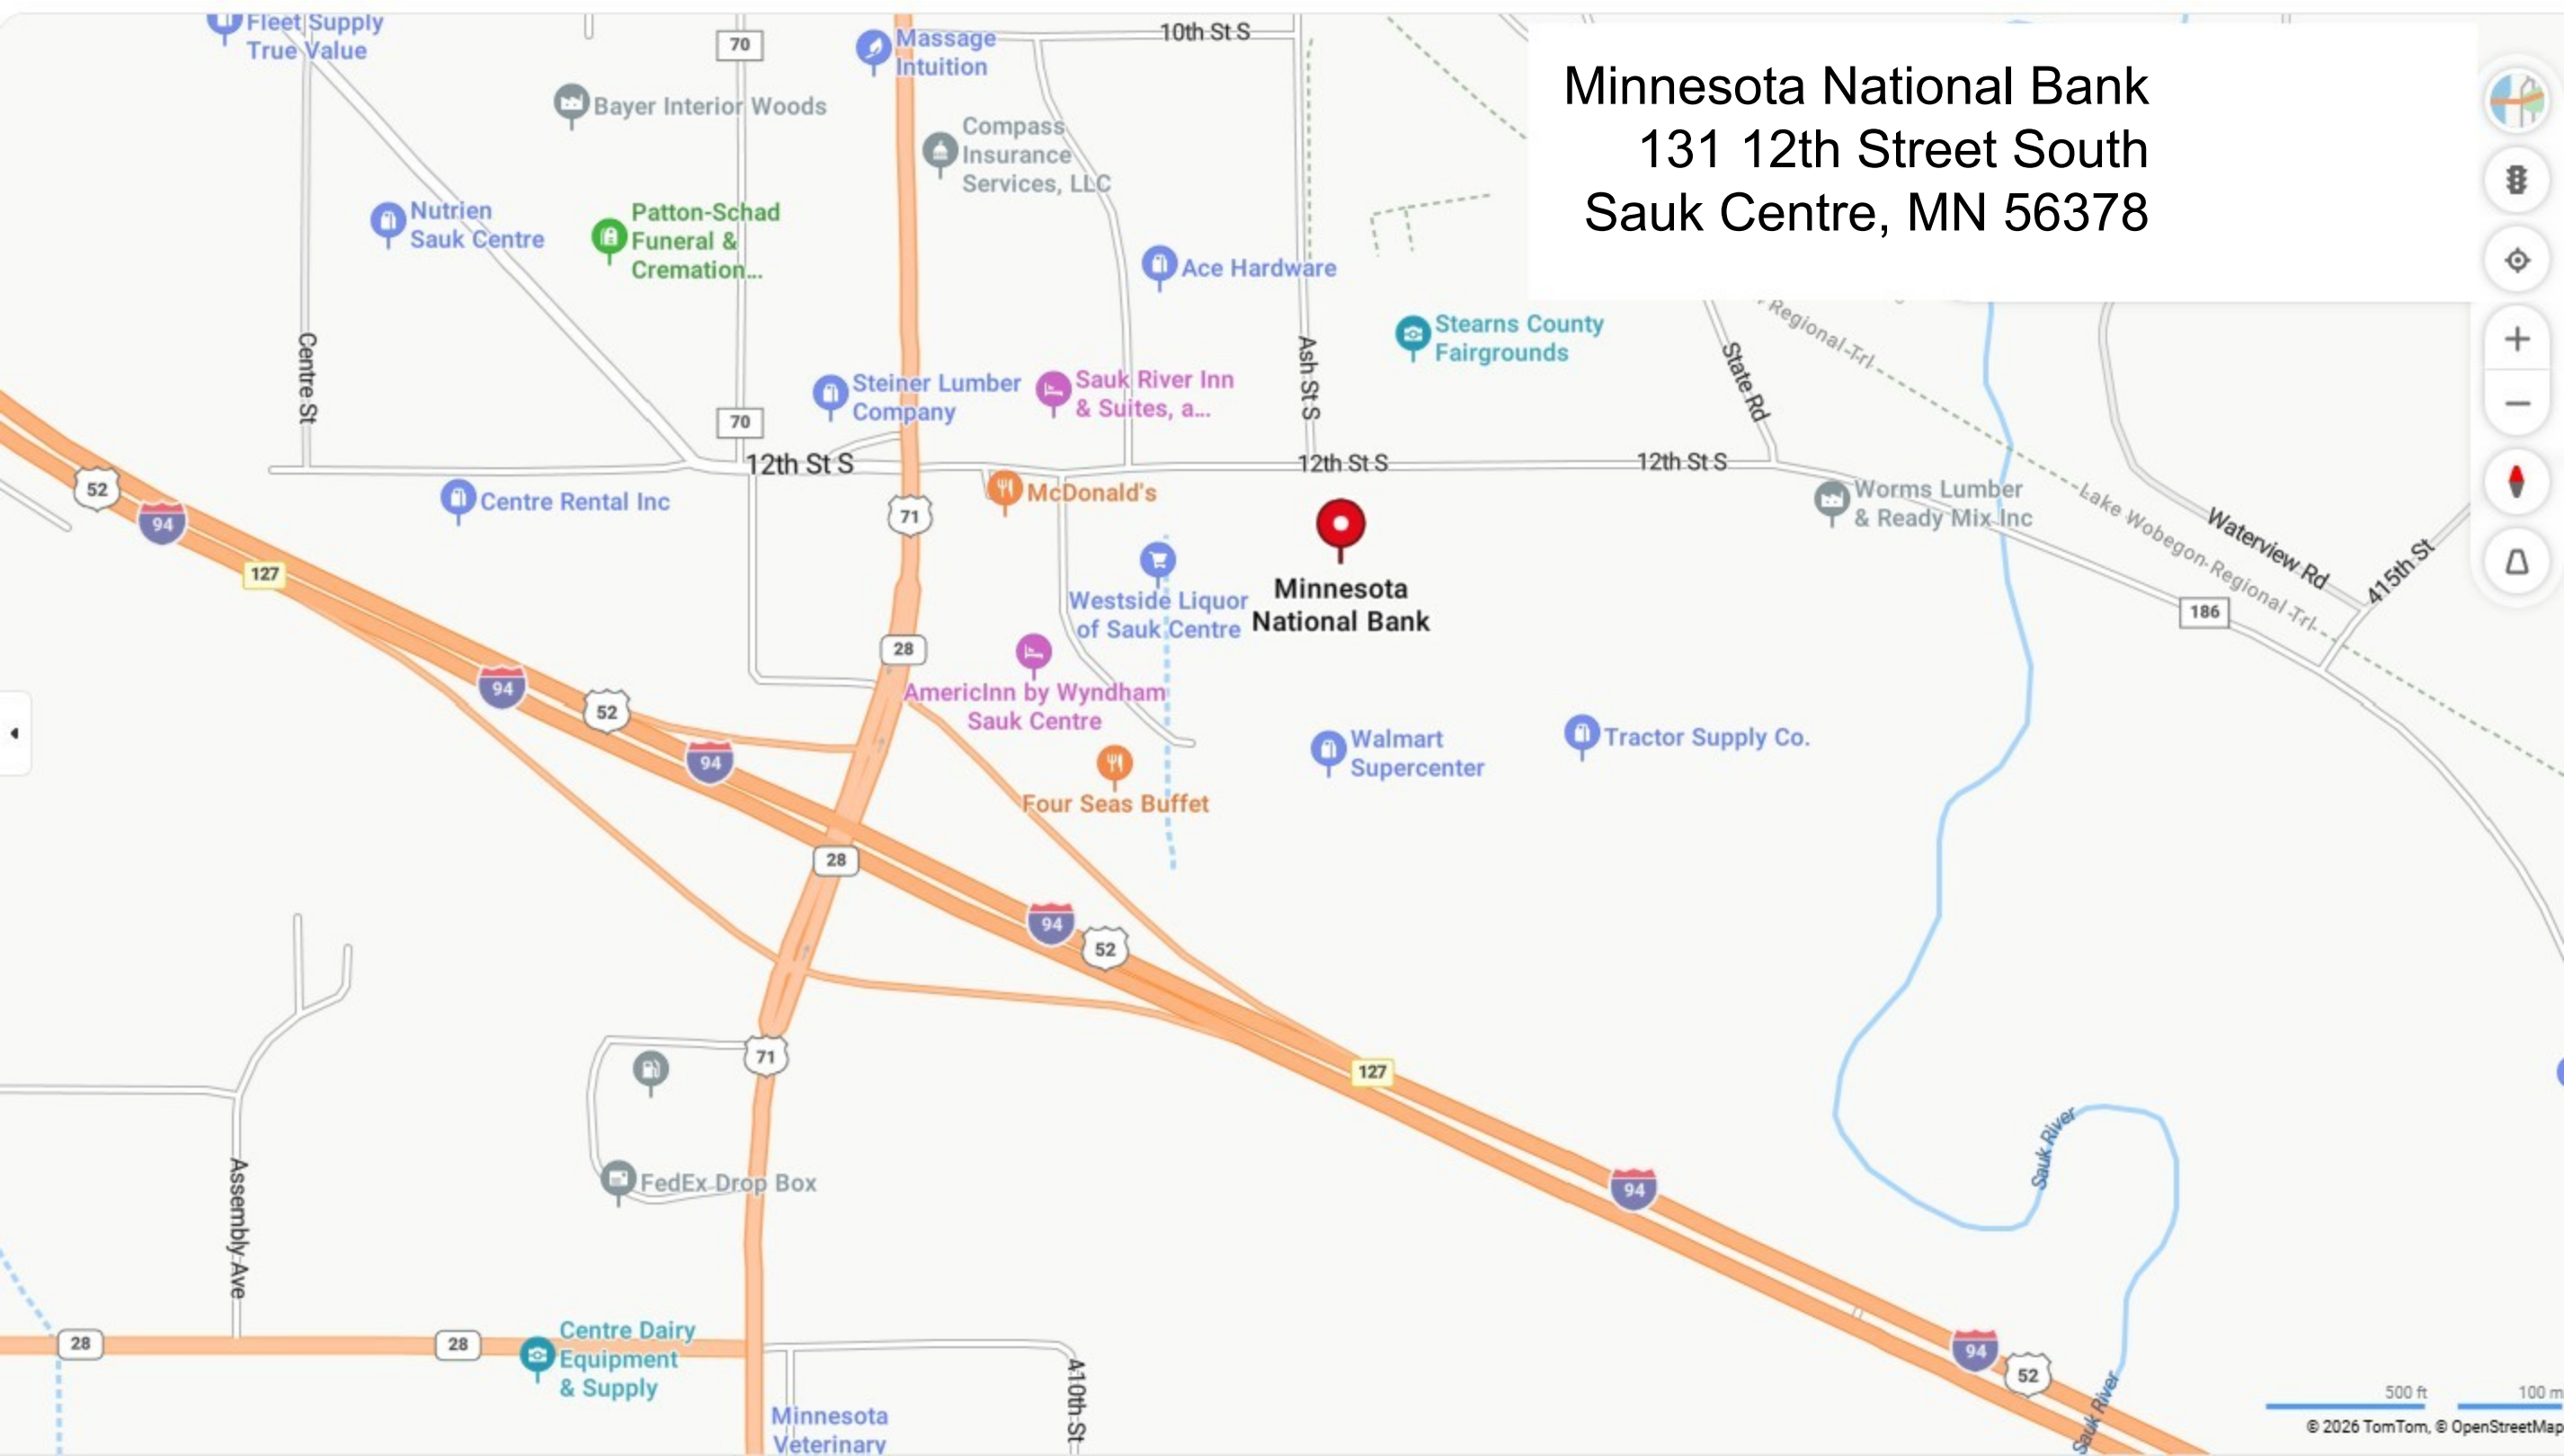 Fleet Supply
True Value
70
Massage
Intuition
10th St S
Minnesota National Bank
131 12th Street South
Sauk Centre, MN 56378
Bayer Interior Woods
Compass
Insurance
Services, LLC
Nutrien
Sauk Centre
Patton-Schad
Funeral &
Cremation...
Ace Hardware
Stearns County
Fairgrounds
Regional Trl
Centre St
Ash St S
State Rd
Steiner Lumber
Company
Sauk River Inn
& Suites, a...
70
12th St S
12th St S
12th St S
52
94
127
Centre Rental Inc
71
McDonald's
Worms Lumber
& Ready Mix Inc
Lake Wobegon Regional Trl
Waterview Rd
415th St
186
Westside Liquor
of Sauk Centre
Minnesota
National Bank
28
94
52
94
AmericInn by Wyndham
Sauk Centre
Walmart
Supercenter
Tractor Supply Co.
Four Seas Buffet
28
94
52
71
127
Sauk River
Assembly Ave
FedEx Drop Box
94
28
28
Centre Dairy
Equipment
& Supply
410th St
94
52
Sauk River
Minnesota
Veterinary
500 ft
100 m
© 2026 TomTom, © OpenStreetMap